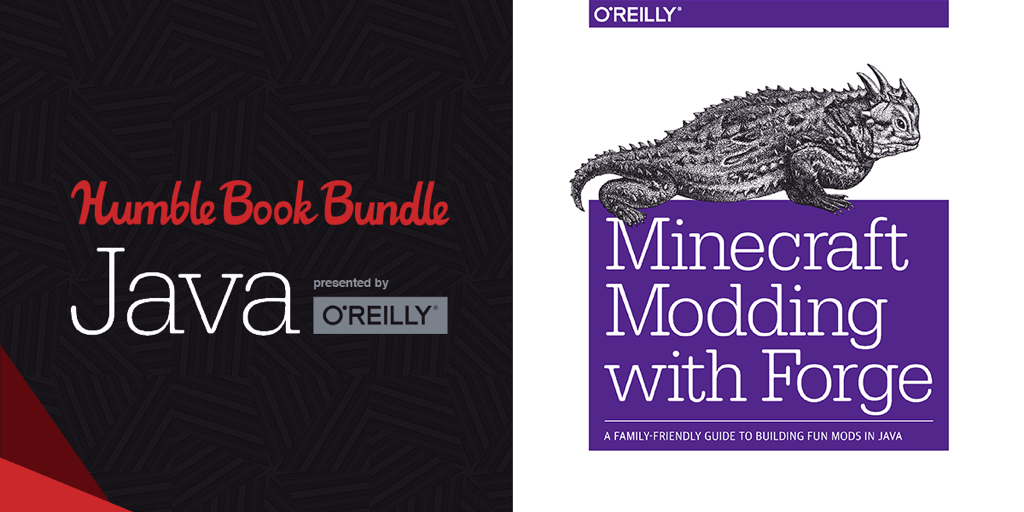 Humble Book Bundle
Java
presented by
O'REILLY®
O'REILLY®
Minecraft
Modding
with Forge
A FAMILY-FRIENDLY GUIDE TO BUILDING FUN MODS IN JAVA